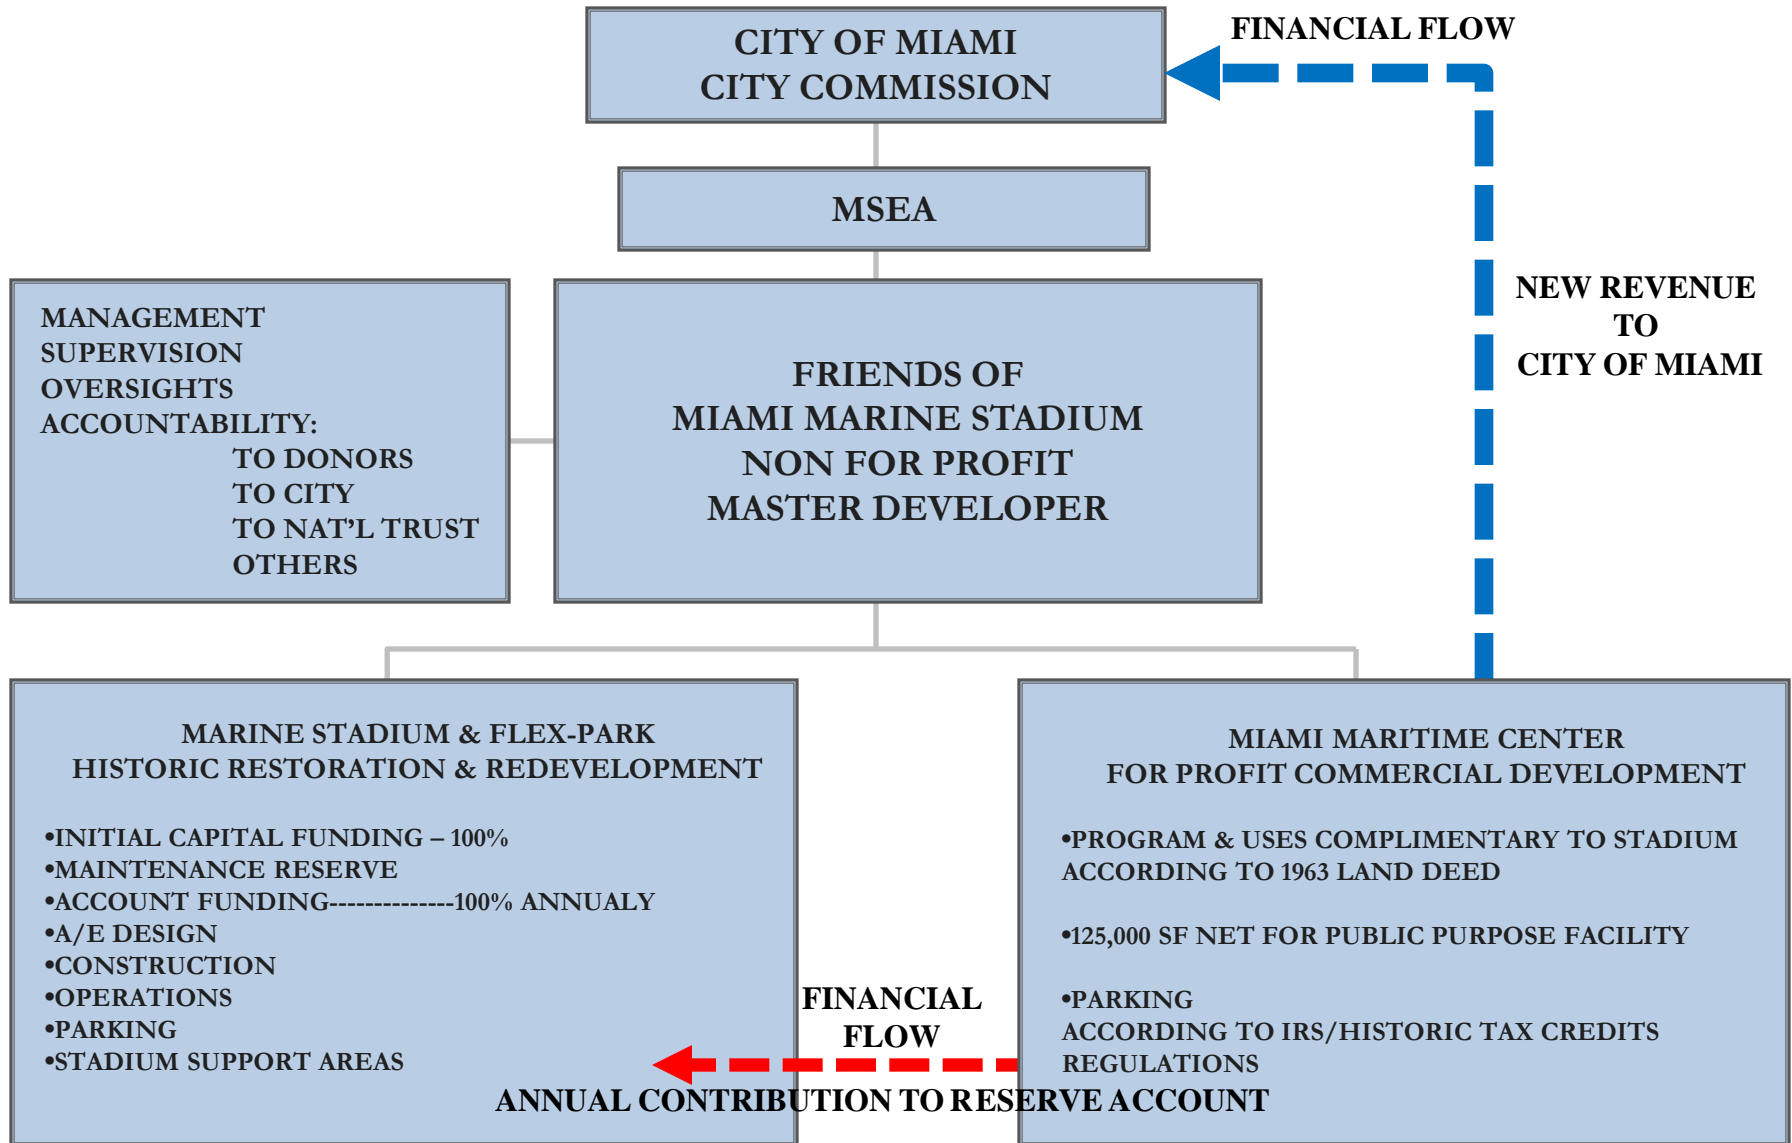 CITY OF MIAMI
CITY COMMISSION
FINANCIAL FLOW
MSEA
NEW REVENUE
TO
CITY OF MIAMI
MANAGEMENT
SUPERVISION
OVERSIGHTS
ACCOUNTABILITY:
TO DONORS
TO CITY
TO NAT’L TRUST
OTHERS
FRIENDS OF
MIAMI MARINE STADIUM
NON FOR PROFIT
MASTER DEVELOPER
MARINE STADIUM & FLEX-PARK
HISTORIC RESTORATION & REDEVELOPMENT
•INITIAL CAPITAL FUNDING – 100%
•MAINTENANCE RESERVE
•ACCOUNT FUNDING--------------100% ANNUALY
•A/E DESIGN
•CONSTRUCTION
•OPERATIONS
•PARKING
•STADIUM SUPPORT AREAS
MIAMI MARITIME CENTER
FOR PROFIT COMMERCIAL DEVELOPMENT
•PROGRAM & USES COMPLIMENTARY TO STADIUM
ACCORDING TO 1963 LAND DEED
•125,000 SF NET FOR PUBLIC PURPOSE FACILITY
•PARKING
ACCORDING TO IRS/HISTORIC TAX CREDITS
REGULATIONS
FINANCIAL
FLOW
ANNUAL CONTRIBUTION TO RESERVE ACCOUNT